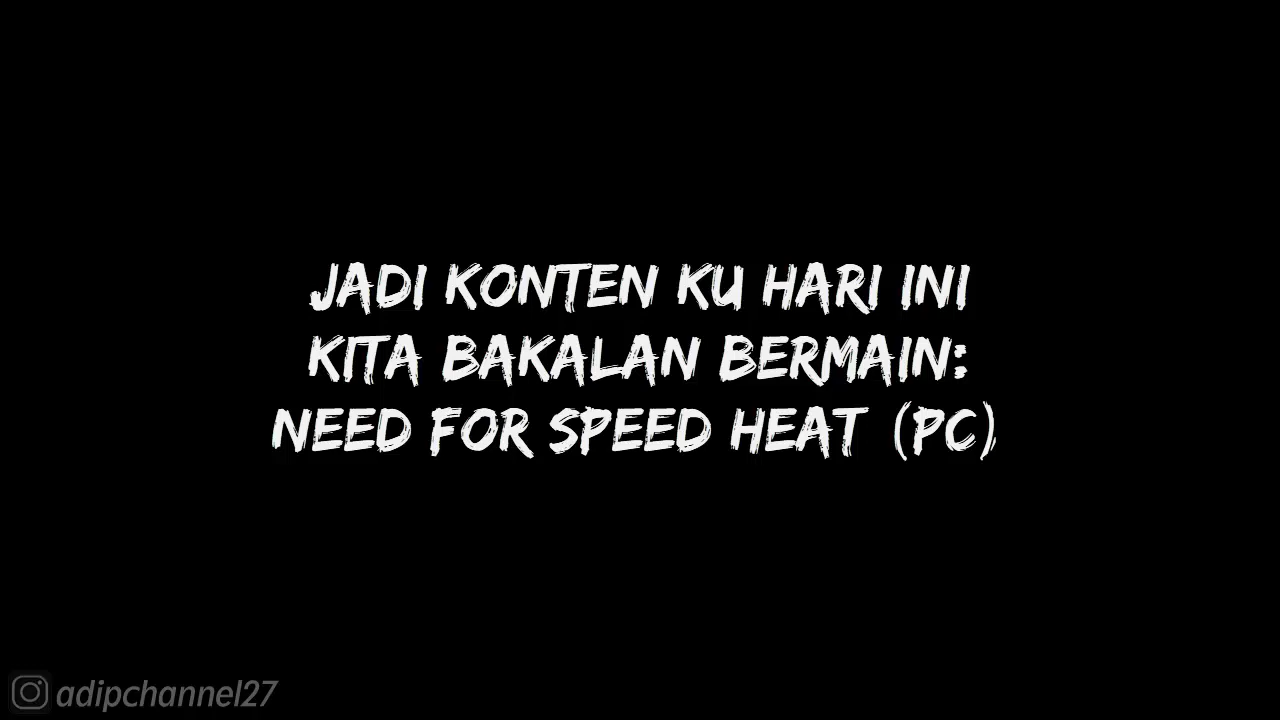 JADI KONTEN KU HARI INI
KITA BAKALAN BERMAIN:
NEED FOR SPEED HEAT (PC)
adipchannel27